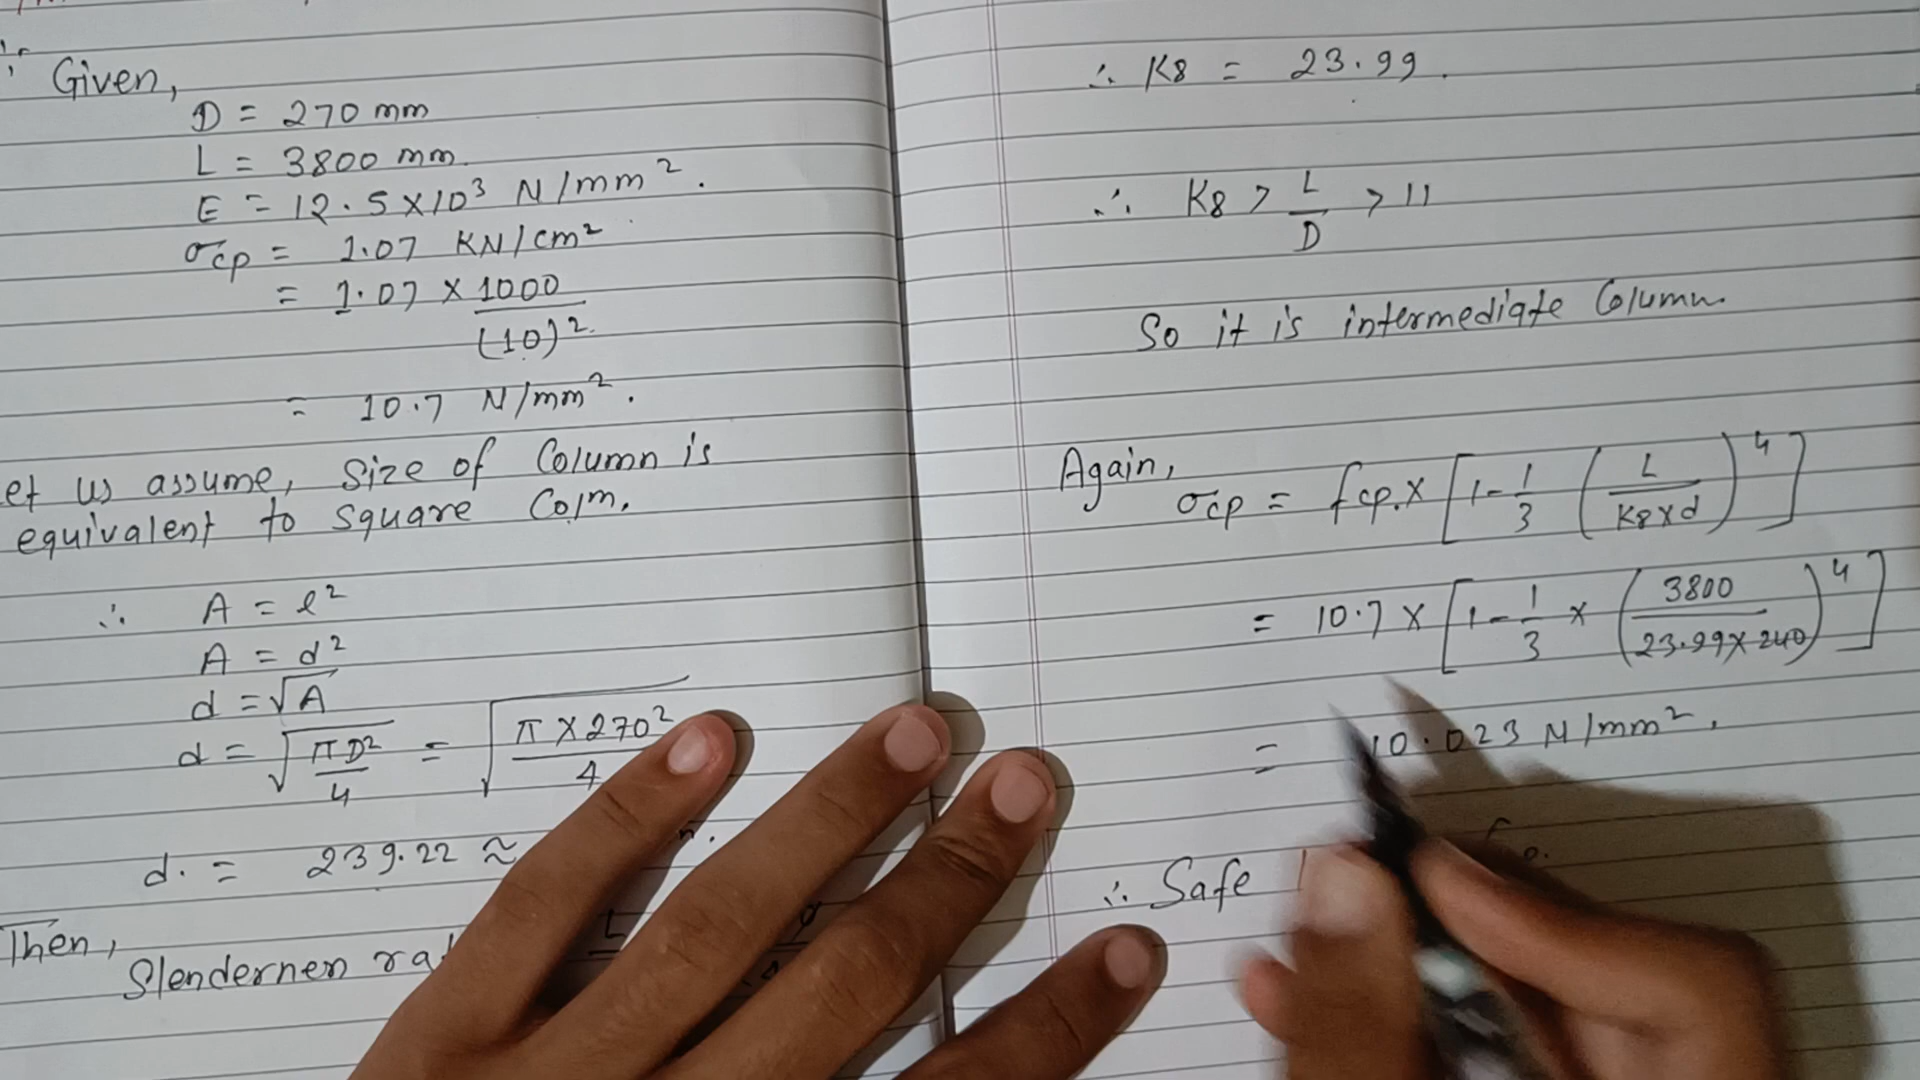 ∵ Given,
D = 270 mm
L = 3800 mm.
E = 12.5 × 10³ N/mm².
σcp = 1.07 KN/cm²
= 1.07 × 1000 / (10)².
= 10.7 N/mm².
et us assume, size of Column is
equivalent to square Colm.
∴ A = l²
A = d²
d = √A
d = √(πD²/4) = √(π × 270²/4)
d. = 239.22 ≈
Then,
Slendernen
∴ K8 = 23.99.
∴ K8 > L/D > 11
So it is intermediate Column.
Again,
σcp = fcp. × [1 - 1/3 (L/(K8×d))⁴]
= 10.7 × [1 - 1/3 × (3800/(23.99×240))⁴]
= 10.023 N/mm².
∴ Safe